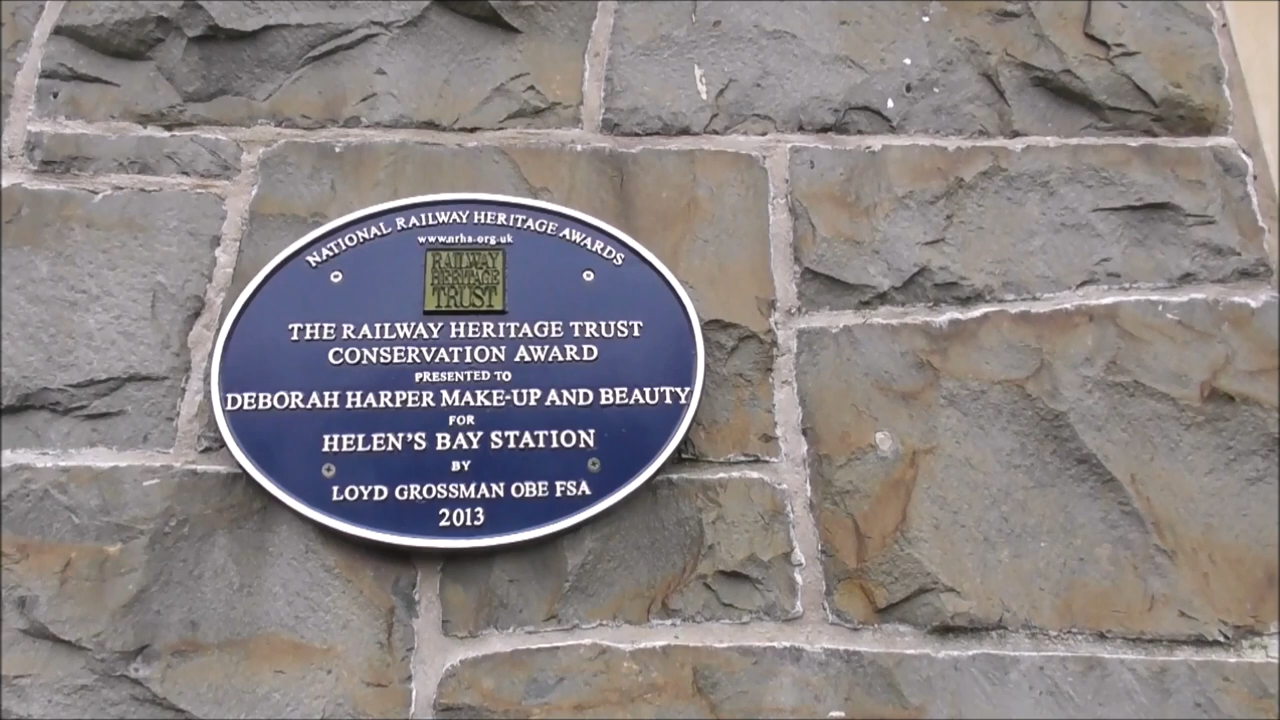 NATIONAL RAILWAY HERITAGE AWARDS
www.nrha.org.uk
RAILWAY
HERITAGE
TRUST
THE RAILWAY HERITAGE TRUST
CONSERVATION AWARD
PRESENTED TO
DEBORAH HARPER MAKE-UP AND BEAUTY
FOR
HELEN'S BAY STATION
BY
LOYD GROSSMAN OBE FSA
2013